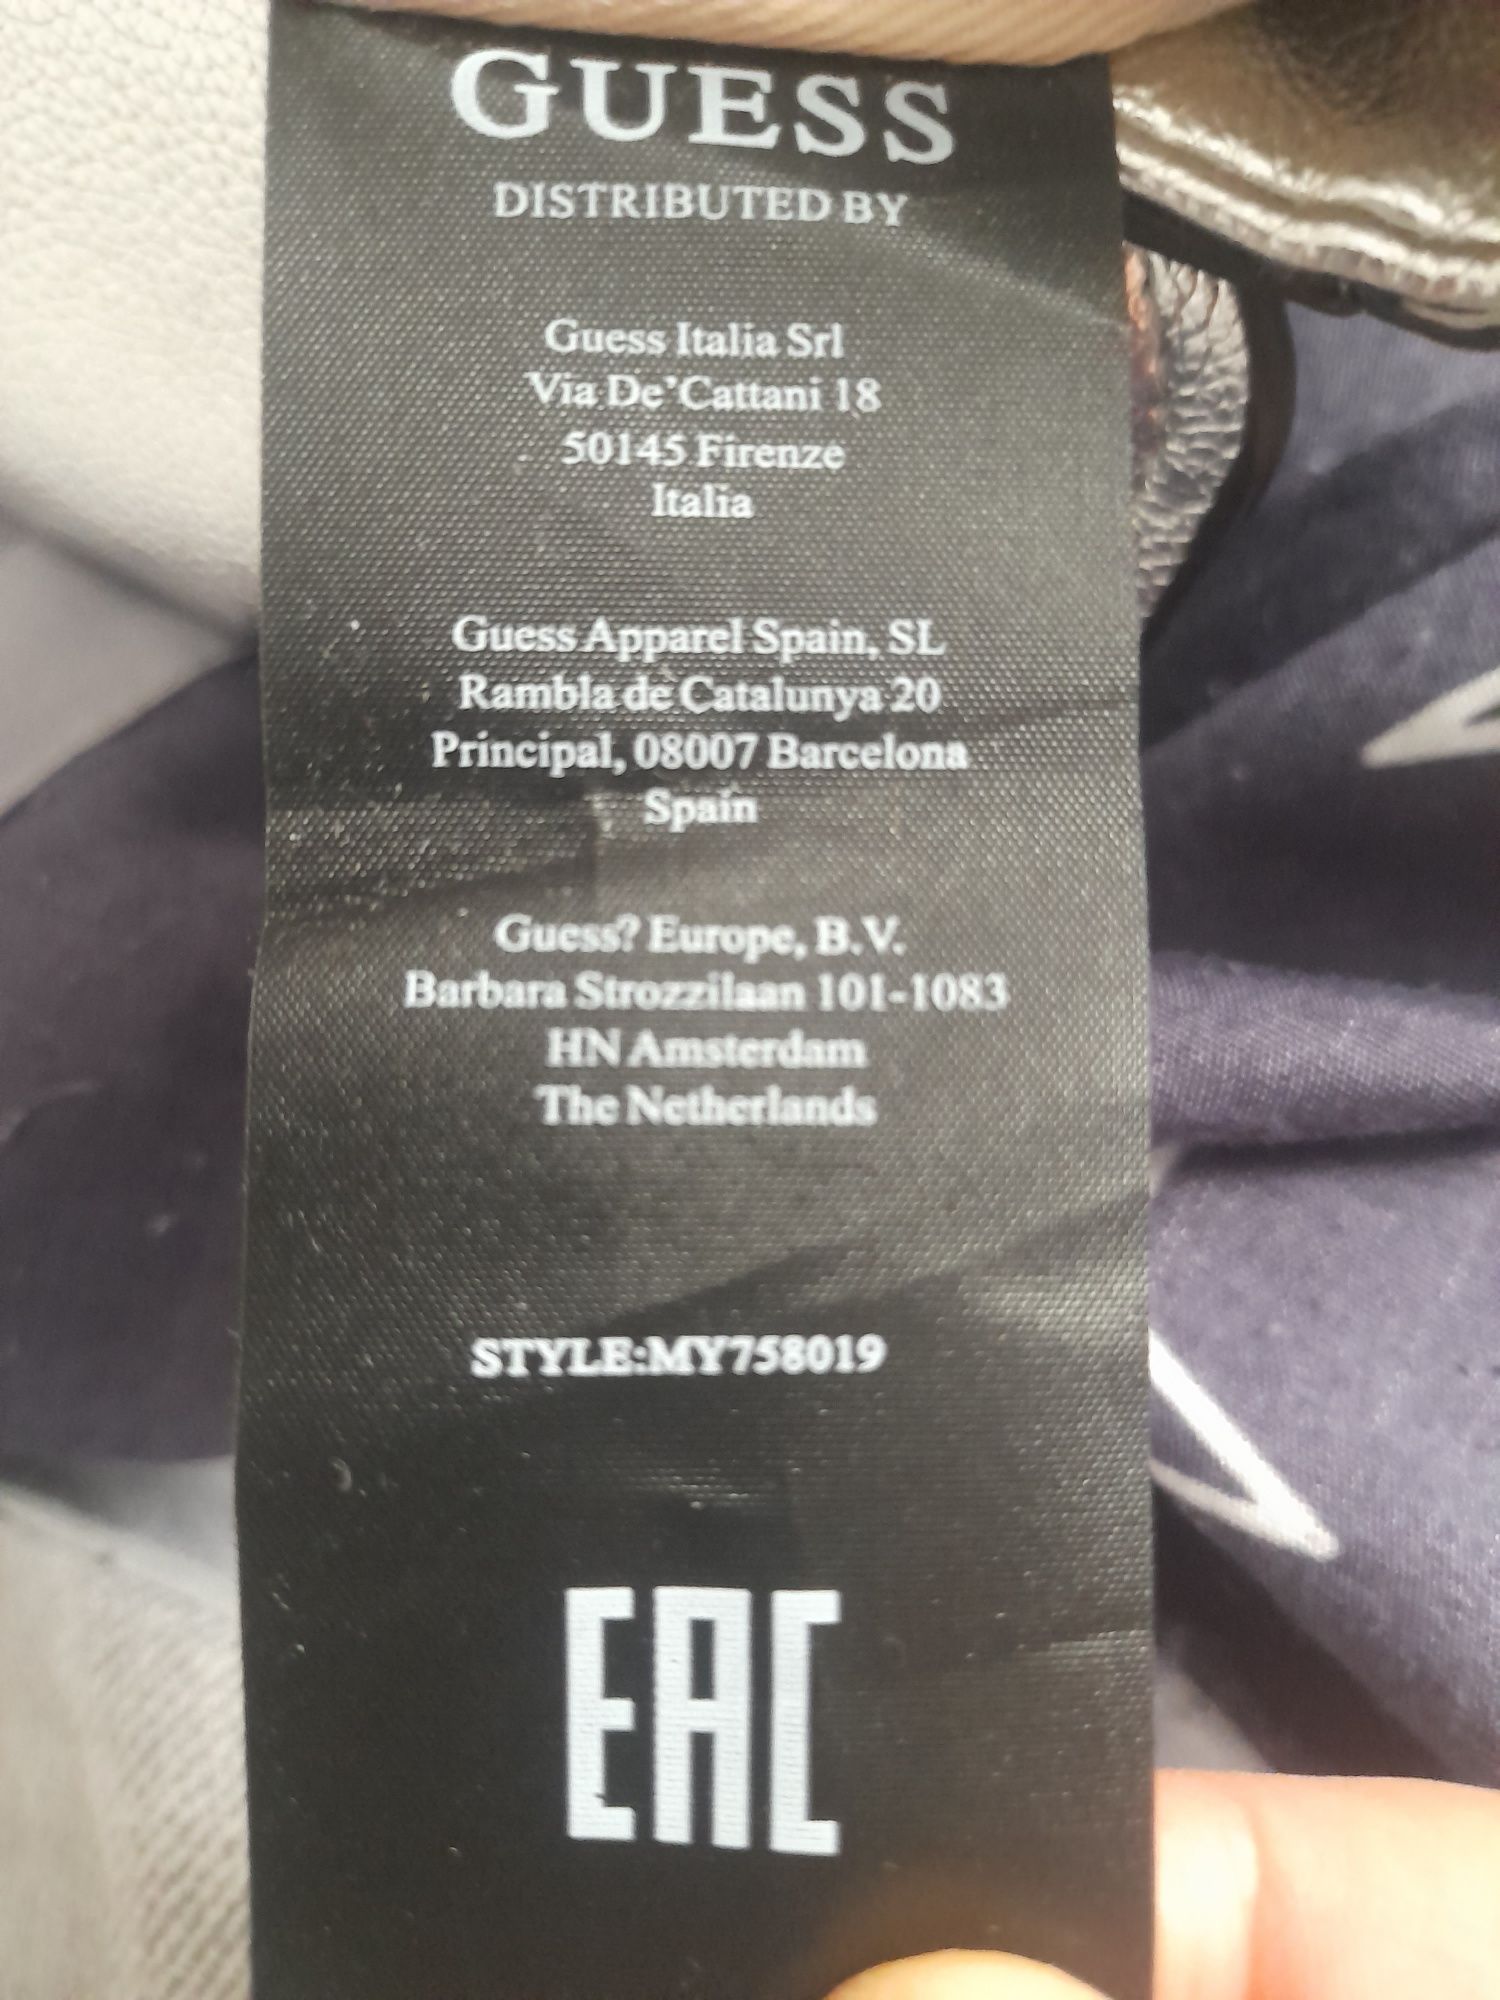 GUESS
DISTRIBUTED BY
Guess Italia Srl
Via De'Cattani 18
50145 Firenze
Italia
Guess Apparel Spain, SL
Rambla de Catalunya 20
Principal, 08007 Barcelona
Spain
Guess? Europe, B.V.
Barbara Strozzilaan 101-1083
HN Amsterdam
The Netherlands
STYLE:MY758019
EAC